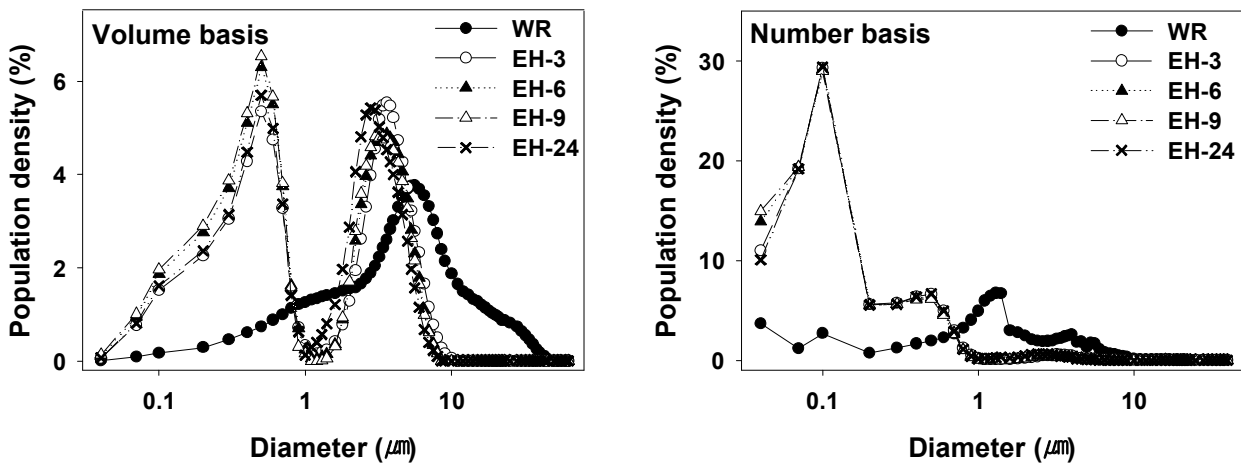 Volume basis
WR
EH-3
EH-6
EH-9
EH-24
Population density (%)
6
4
2
0
0.1
1
10
Diameter (㎛)
Number basis
WR
EH-3
EH-6
EH-9
EH-24
Population density (%)
30
20
10
0
0.1
1
10
Diameter (㎛)